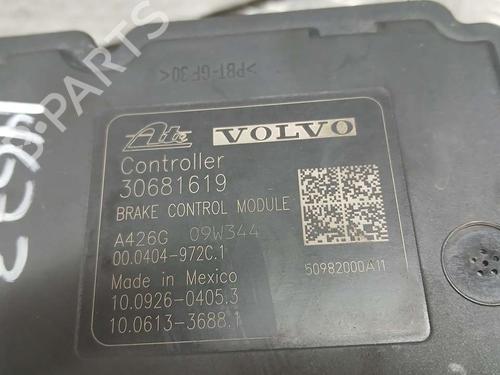 >PBT-GF30<
Ate VOLVO
Controller
30681619
BRAKE CONTROL MODULE
A426G 09W344
00.0404-972C.1
50982000A11
Made in Mexico
10.0926-0405.3
10.0613-3688.1